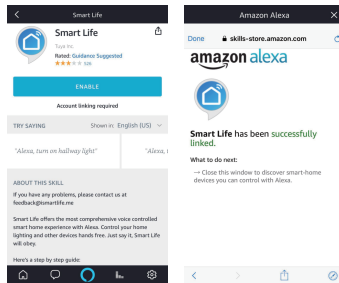 Smart Life
Smart Life
Tuya Inc.
Rated: Guidance Suggested
526
ENABLE
Account linking required
TRY SAYING
Shown in: English (US)
"Alexa, turn on hallway light"
"Alexa, t
ABOUT THIS SKILL
If you have any problems, please contact us at
feedback@ismartlife.me
Smart Life offers the most comprehensive voice controlled
smart home experience with Alexa. Control your home
lighting and other devices hands free. Just say it, Smart Life
will obey.
Here's a step by step guide:
Amazon Alexa
Done
skills-store.amazon.com
amazon alexa
Smart Life has been successfully
linked.
What to do next:
→ Close this window to discover smart-home
devices you can control with Alexa.